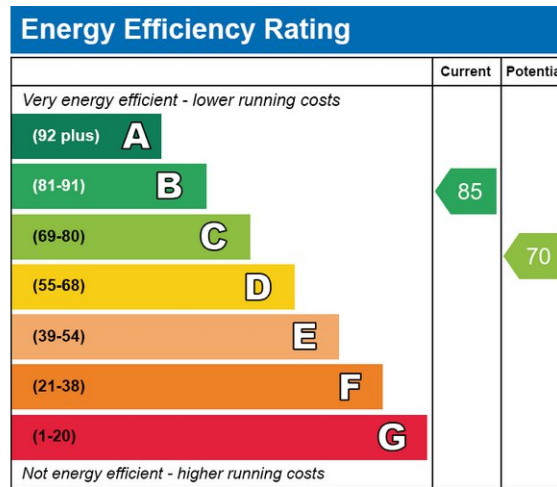 Energy Efficiency Rating
Current Potentia
Very energy efficient - lower running costs
(92 plus) A
(81-91) B
85
(69-80) C
70
(55-68) D
(39-54) E
(21-38) F
(1-20) G
Not energy efficient - higher running costs